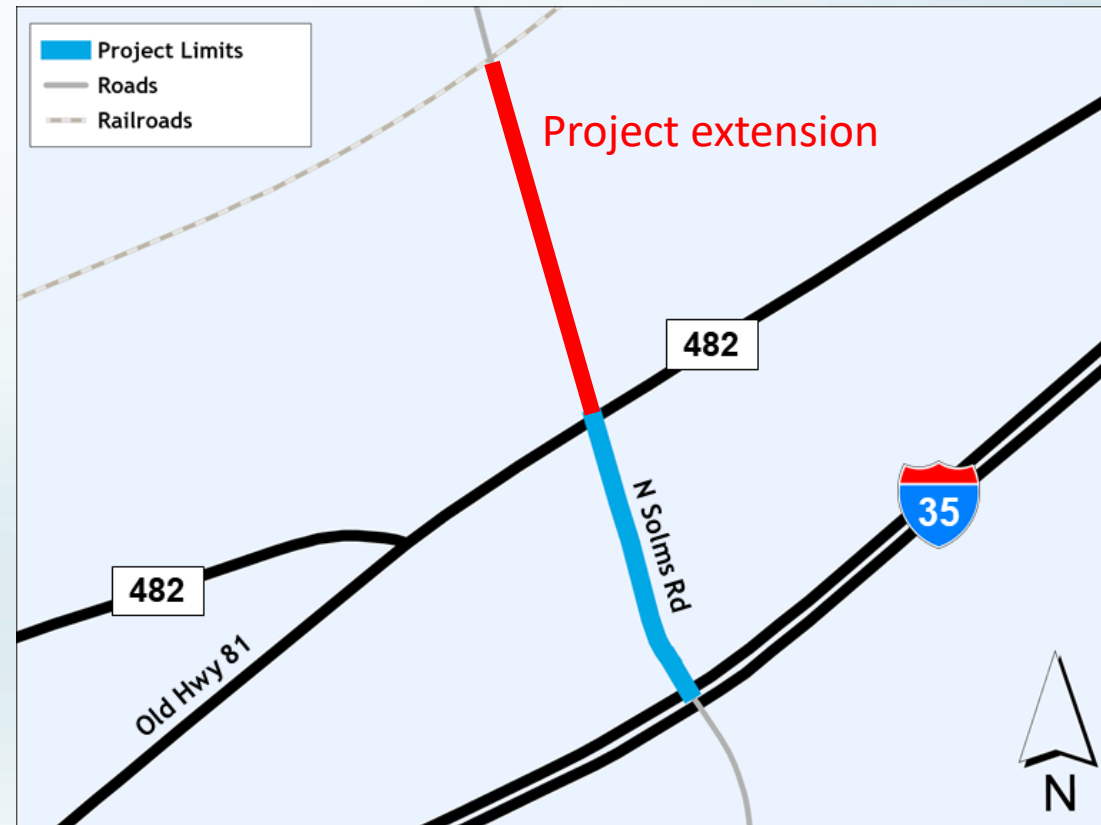 Project Limits
Roads
Railroads
Project extension
482
35
N Solms Rd
482
Old Hwy 81
N